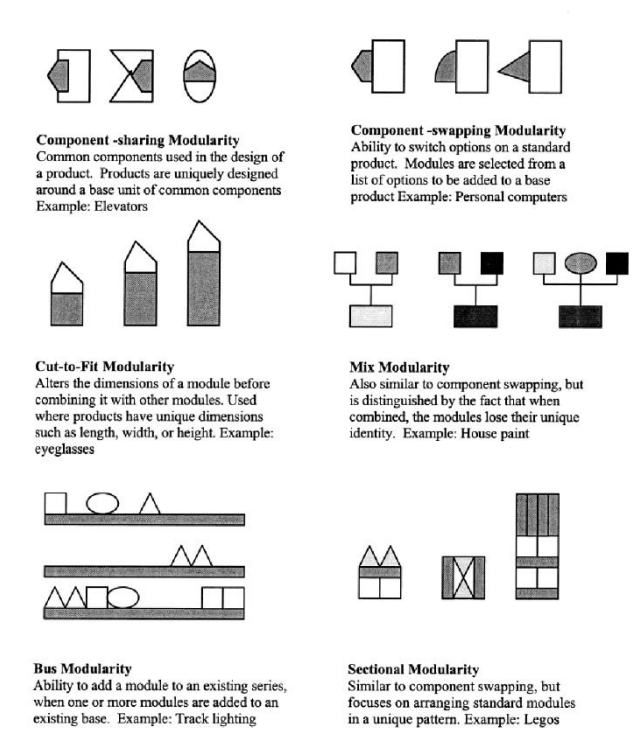 Component -sharing Modularity
Common components used in the design of
a product.  Products are uniquely designed
around a base unit of common components
Example: Elevators
Component -swapping Modularity
Ability to switch options on a standard
product.  Modules are selected from a
list of options to be added to a base
product Example: Personal computers
Cut-to-Fit Modularity
Alters the dimensions of a module before
combining it with other modules. Used
where products have unique dimensions
such as length, width, or height. Example:
eyeglasses
Mix Modularity
Also similar to component swapping, but
is distinguished by the fact that when
combined, the modules lose their unique
identity.  Example: House paint
Bus Modularity
Ability to add a module to an existing series,
when one or more modules are added to an
existing base.  Example: Track lighting
Sectional Modularity
Similar to component swapping, but
focuses on arranging standard modules
in a unique pattern. Example: Legos